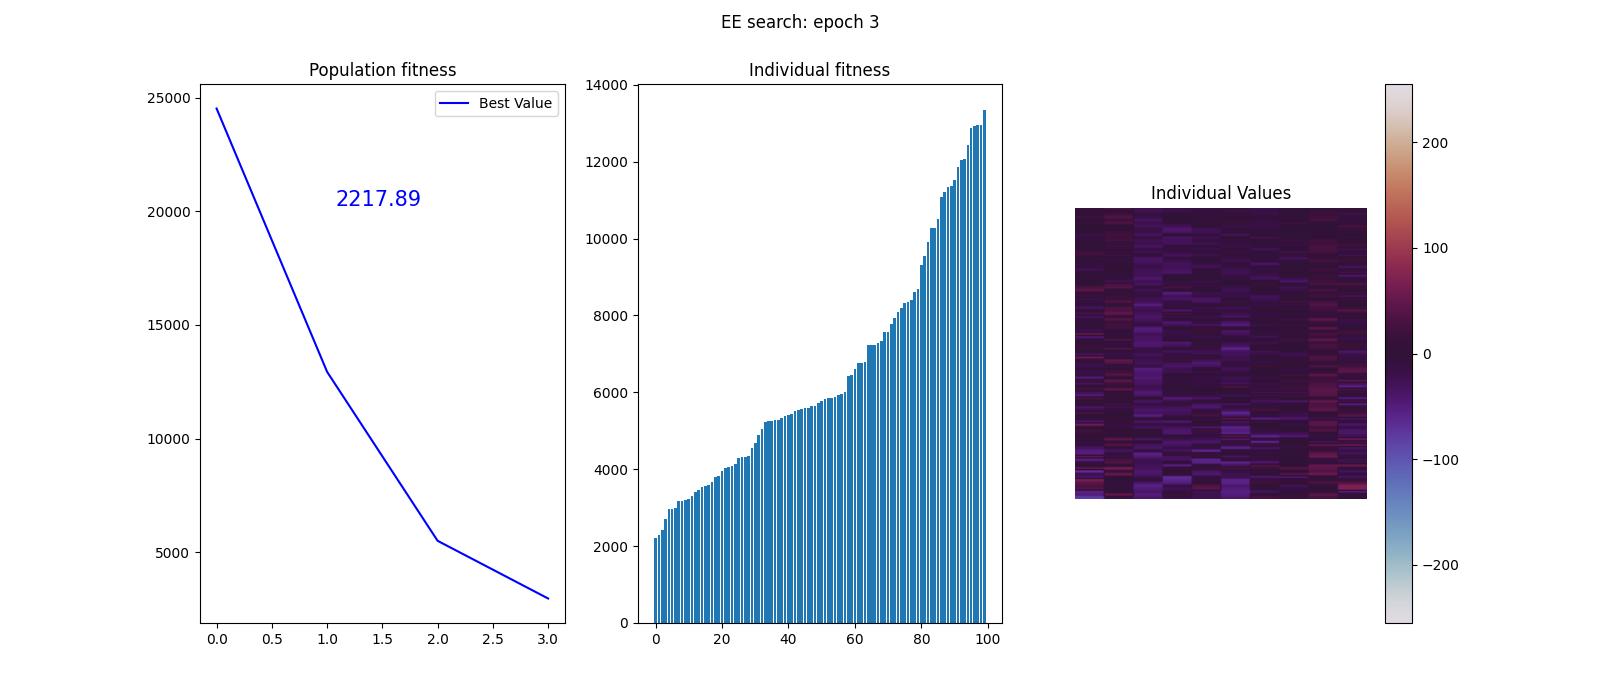 EE search: epoch 3
Population fitness
25000
20000
15000
10000
5000
0.0 0.5 1.0 1.5 2.0 2.5 3.0
Best Value
2217.89
Individual fitness
14000
12000
10000
8000
6000
4000
2000
0
0 20 40 60 80 100
Individual Values
200
100
0
−100
−200